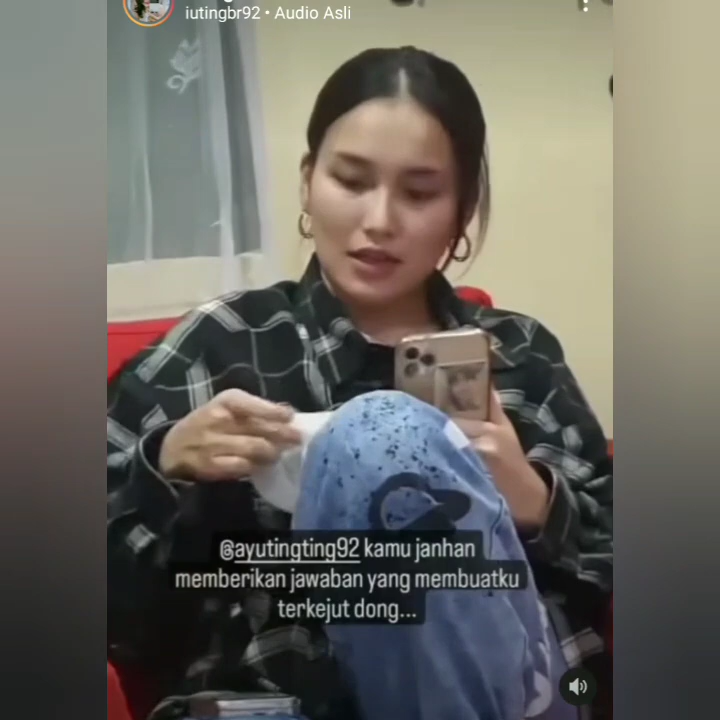 iutingbr92 • Audio Asli
@ayutingting92 kamu janhan
memberikan jawaban yang membuatku
terkejut dong...